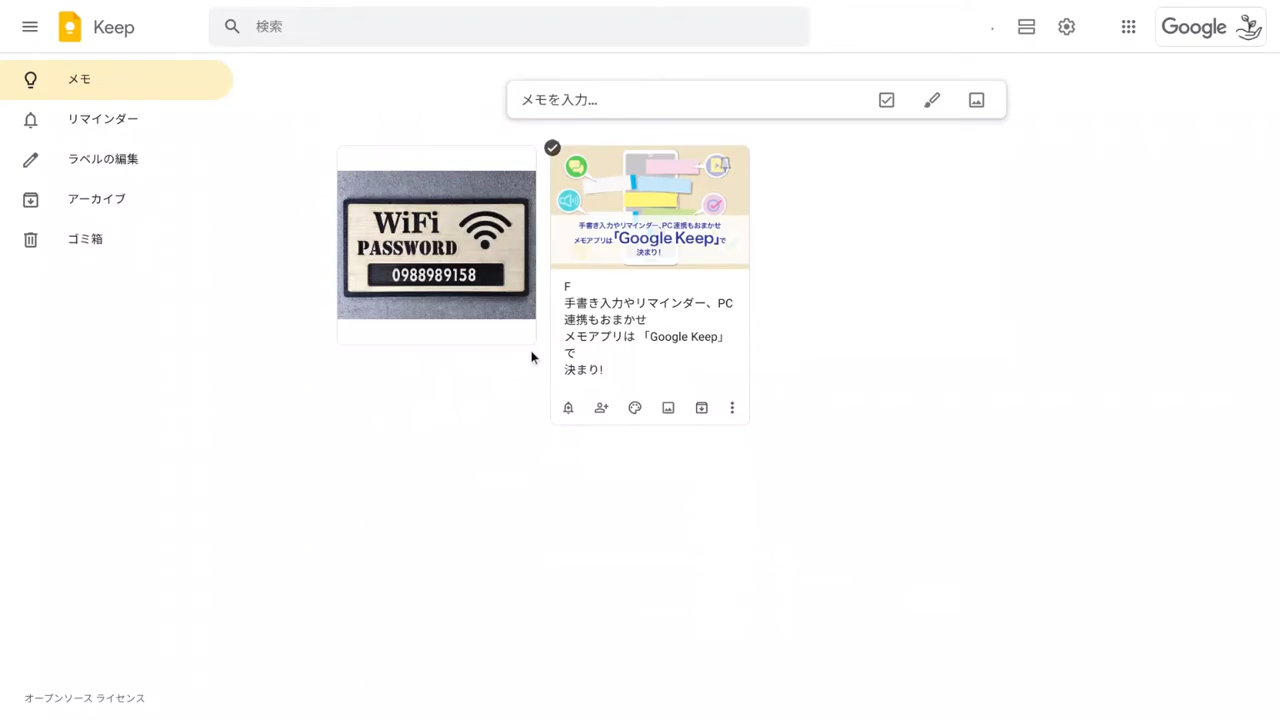 Keep
検索
Google
メモ
リマインダー
ラベルの編集
アーカイブ
ゴミ箱
メモを入力...
WiFi
PASSWORD
0988989158
手書き入力やリマインダー、PC連携もおまかせ
メモアプリは「Google Keep」で
決まり!
F
手書き入力やリマインダー、PC
連携もおまかせ
メモアプリは 「Google Keep」
で
決まり!
オープンソース ライセンス